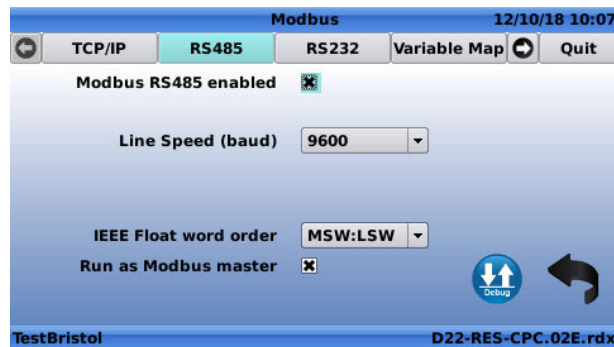 Modbus 12/10/18 10:07
TCP/IP RS485 RS232 Variable Map Quit
Modbus RS485 enabled
Line Speed (baud) 9600
IEEE Float word order MSW:LSW
Run as Modbus master
Debug
TestBristol D22-RES-CPC.02E.rdx